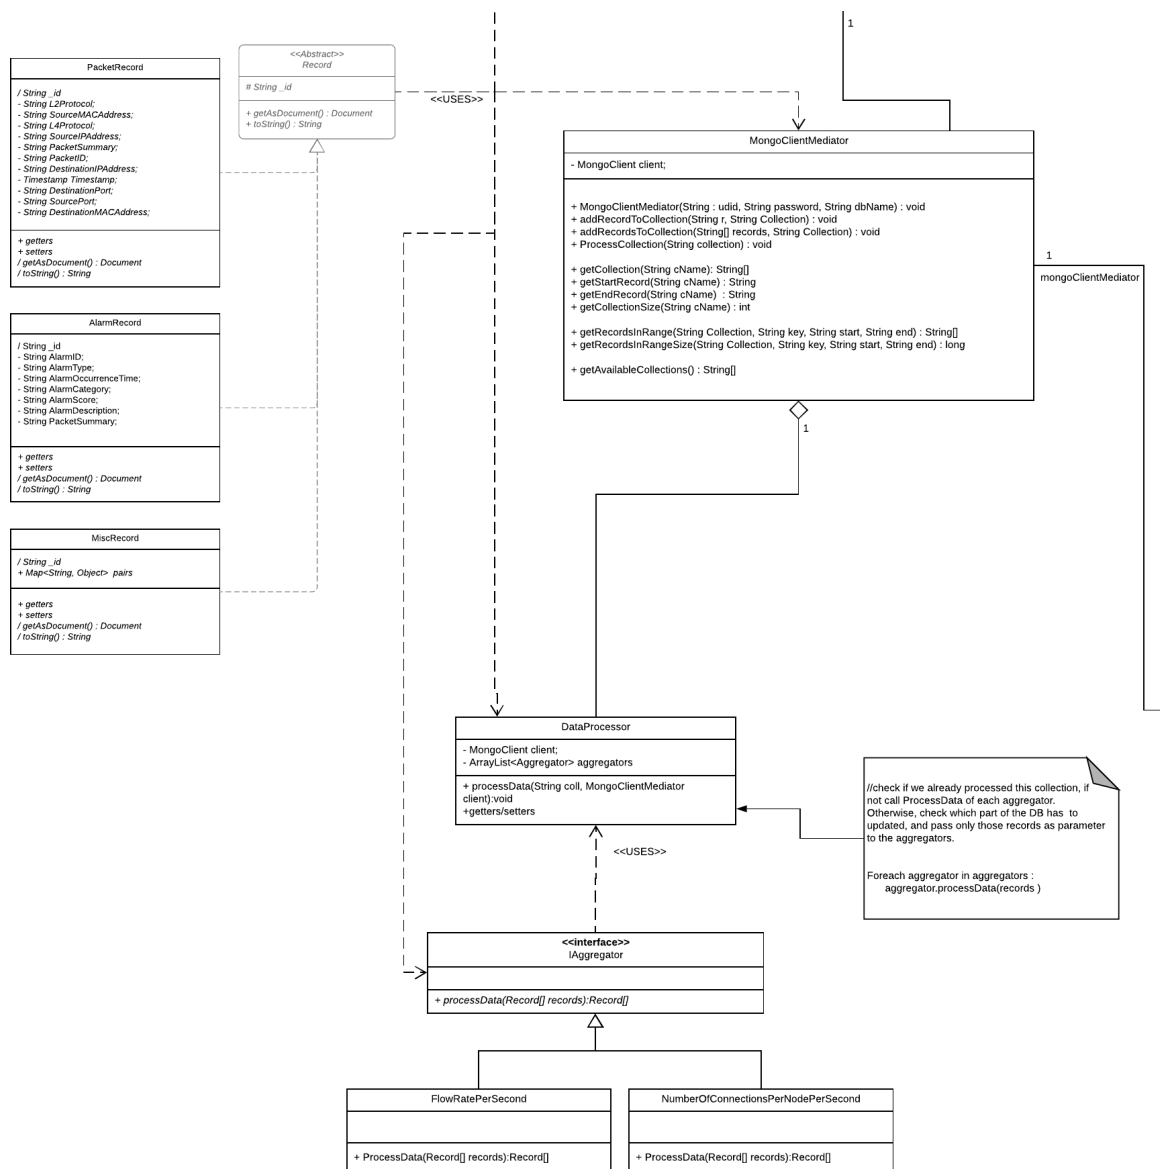 1
<<Abstract>>
Record
# String _id
+ getAsDocument() : Document
+ toString() : String
<<USES>>
PacketRecord
/ String _id
- String L2Protocol;
- String SourceMACAddress;
- String L4Protocol;
- String SourceIPAddress;
- String PacketSummary;
- String PacketID;
- String DestinationIPAddress;
- Timestamp Timestamp;
- String DestinationPort;
- String SourcePort;
- String DestinationMACAddress;
+ getters
+ setters
/ getAsDocument() : Document
/ toString() : String
MongoClientMediator
- MongoClient client;
+ MongoClientMediator(String : udid, String password, String dbName) : void
+ addRecordToCollection(String r, String Collection) : void
+ addRecordsToCollection(String[] records, String Collection) : void
+ ProcessCollection(String collection) : void
+ getCollection(String cName): String[]
+ getStartRecord(String cName) : String
+ getEndRecord(String cName)  : String
+ getCollectionSize(String cName) : int
+ getRecordsInRange(String Collection, String key, String start, String end) : String[]
+ getRecordsInRangeSize(String Collection, String key, String start, String end) : long
+ getAvailableCollections() : String[]
1
mongoClientMediator
1
AlarmRecord
/ String _id
- String AlarmID;
- String AlarmType;
- String AlarmOccurrenceTime;
- String AlarmCategory;
- String AlarmScore;
- String AlarmDescription;
- String PacketSummary;
+ getters
+ setters
/ getAsDocument() : Document
/ toString() : String
MiscRecord
/ String _id
+ Map<String, Object>  pairs
+ getters
+ setters
/ getAsDocument() : Document
/ toString() : String
DataProcessor
- MongoClient client;
- ArrayList<Aggregator> aggregators
+ processData(String coll, MongoClientMediator
client):void
+getters/setters
//check if we already processed this collection, if
not call ProcessData of each aggregator.
Otherwise, check which part of the DB has  to
updated, and pass only those records as parameter
to the aggregators.
Foreach aggregator in aggregators :
aggregator.processData(records )
<<USES>>
<<interface>>
IAggregator
+ processData(Record[] records):Record[]
FlowRatePerSecond
+ ProcessData(Record[] records):Record[]
NumberOfConnectionsPerNodePerSecond
+ ProcessData(Record[] records):Record[]